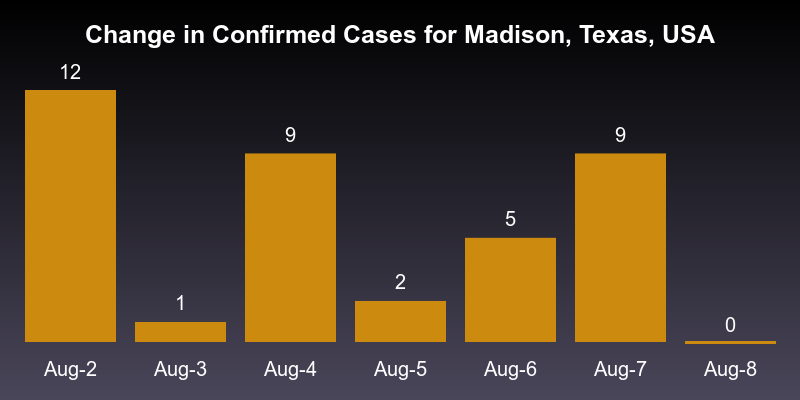 Change in Confirmed Cases for Madison, Texas, USA
12
1
9
2
5
9
0
Aug-2
Aug-3
Aug-4
Aug-5
Aug-6
Aug-7
Aug-8